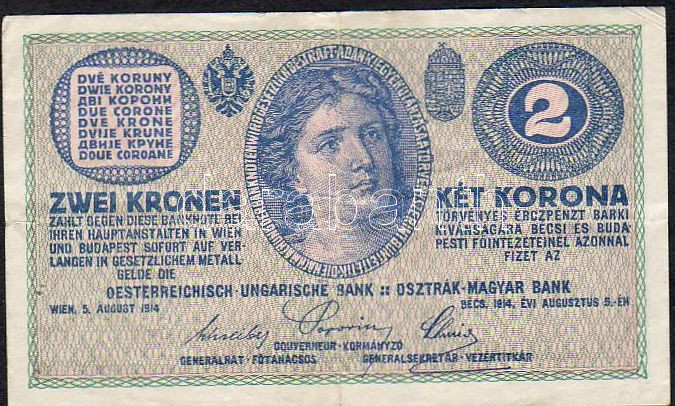 DVĚ KORUNY
DWIE KORONY
ДВІ КОРОНИ
DUE CORONE
DVE KRONE
DVIJE KRUNE
ДВИЈЕ КРУНЕ
DOUE COROANE
2
ZWEI KRONEN
ZAHLT GEGEN DIESE BANKNOTE BEI
IHREN HAUPTANSTALTEN IN WIEN
UND BUDAPEST SOFORT AUF VER-
LANGEN IN GESETZLICHEM METALL-
GELDE DIE
KÉT KORONA
TÖRVÉNYES ÉRCZPÉNZT BÁRKI
KÍVÁNSÁGÁRA BÉCSI ÉS BUDA-
PESTI FŐINTÉZETEINÉL AZONNAL
FIZET AZ
OESTERREICHISCH-UNGARISCHE BANK :: OSZTRÁK-MAGYAR BANK
WIEN, 5. AUGUST 1914
BÉCS, 1914. ÉVI AUGUSTUS 5.-ÉN
GOUVERNEUR-KORMÁNYZÓ
GENERALRAT-FŐTANÁCSOS
GENERALSEKRETÄR-VEZÉRTITKÁR
darabanth